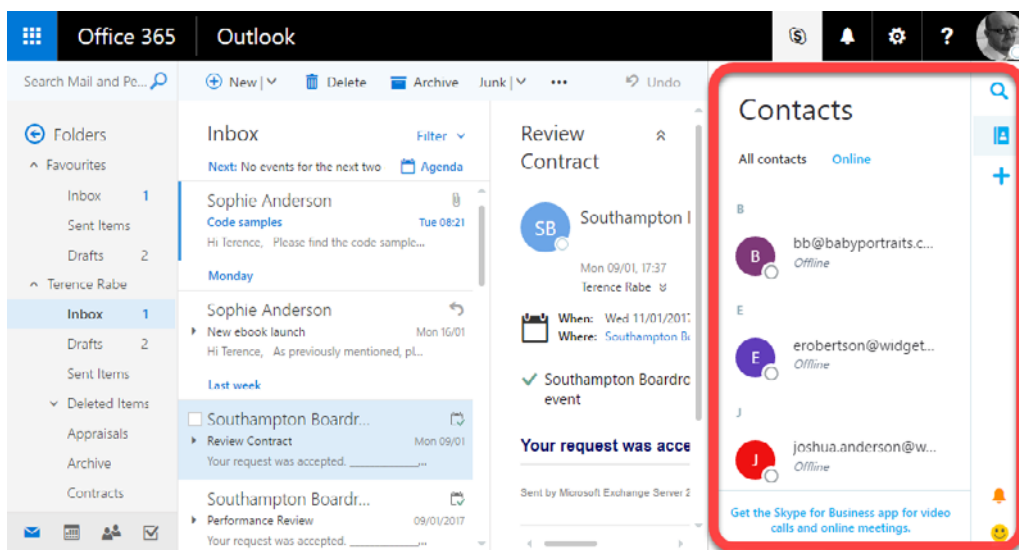 Office 365 Outlook
Search Mail and Pe...
Folders
Favourites
Inbox 1
Sent Items
Drafts 2
Terence Rabe
Inbox 1
Drafts 2
Sent Items
Deleted Items
Appraisals
Archive
Contracts
New
Delete
Archive
Junk
Undo
Inbox
Filter
Next: No events for the next two
Agenda
Sophie Anderson
Code samples Tue 08:21
Hi Terence, Please find the code sample...
Monday
Sophie Anderson
New ebook launch Mon 16/01
Hi Terence, As previously mentioned, pl...
Last week
Southampton Boardr...
Review Contract Mon 09/01
Your request was accepted. ____________...
Southampton Boardr...
Performance Review 09/01/2017
Your request was accepted. ____________...
Review
Contract
SB
Southampton
Mon 09/01, 17:37
Terence Rabe
When: Wed 11/01/2017
Where: Southampton
Southampton Boardro
event
Your request was acce
Sent by Microsoft Exchange Server 2
Contacts
All contacts Online
B
B
bb@babyportraits.c...
Offline
E
E
erobertson@widget...
Offline
J
J
joshua.anderson@w...
Offline
Get the Skype for Business app for video
calls and online meetings.